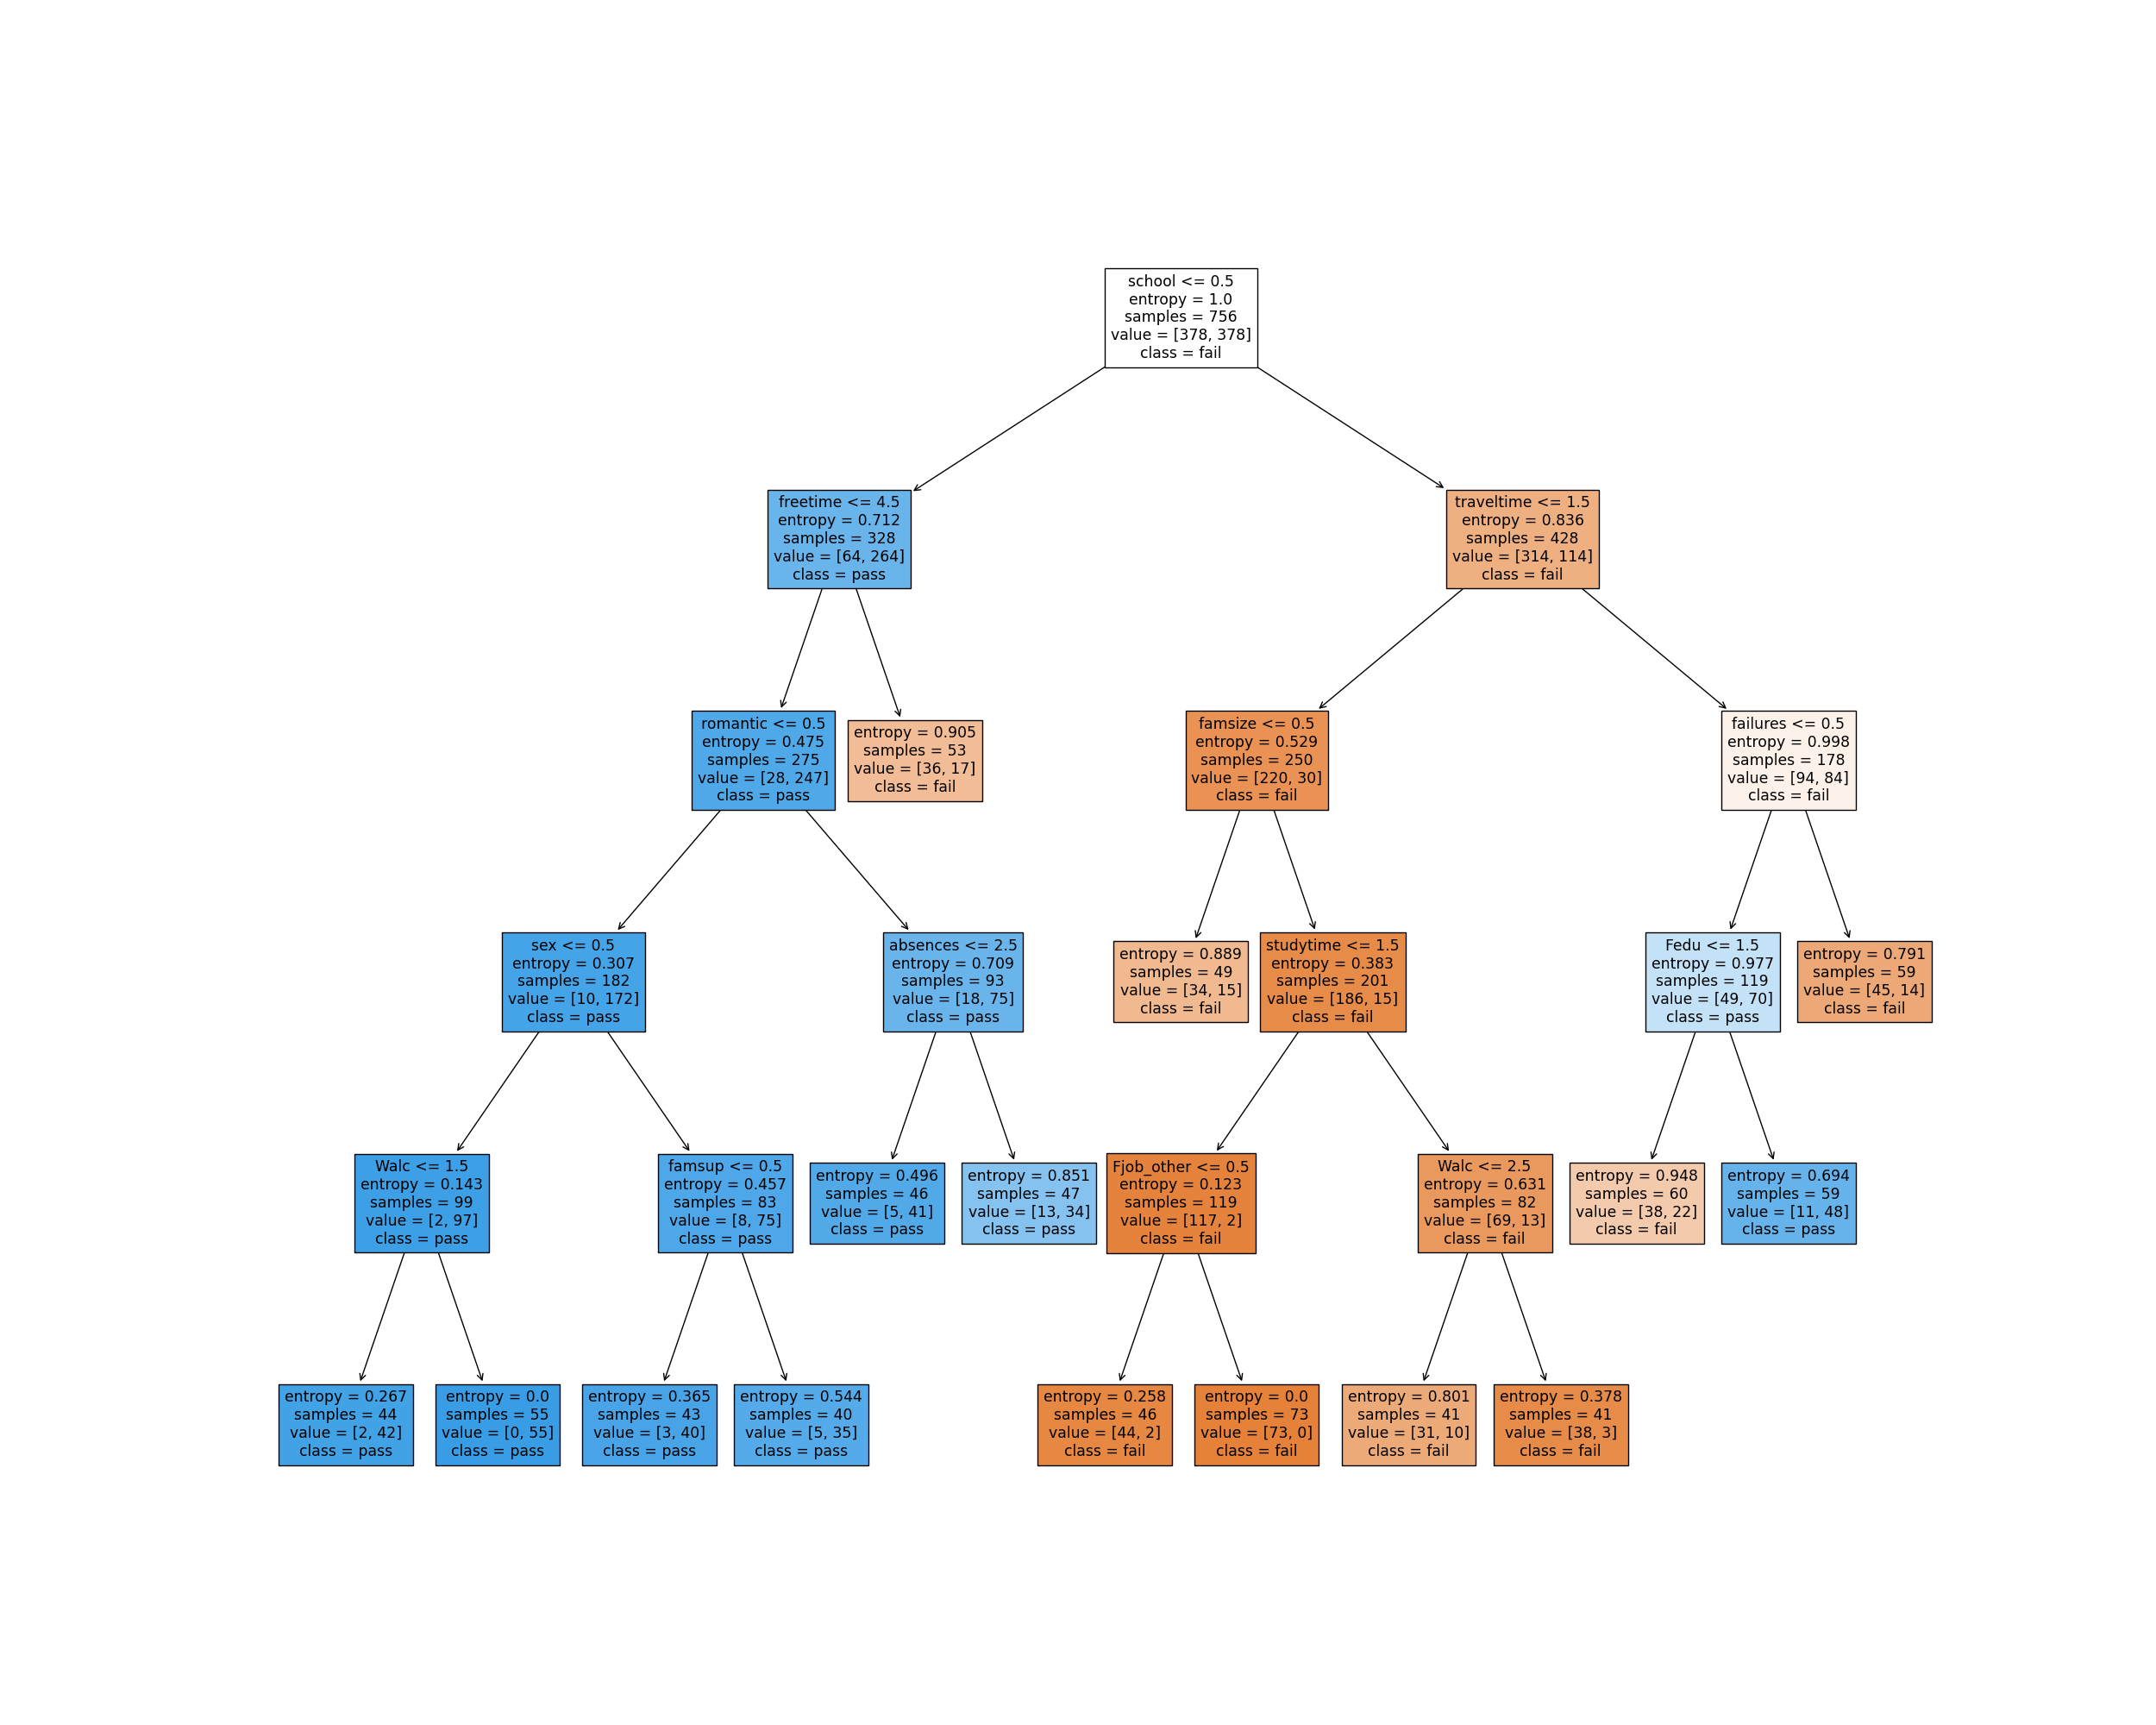 school <= 0.5
entropy = 1.0
samples = 756
value = [378, 378]
class = fail
freetime <= 4.5
entropy = 0.712
samples = 328
value = [64, 264]
class = pass
traveltime <= 1.5
entropy = 0.836
samples = 428
value = [314, 114]
class = fail
romantic <= 0.5
entropy = 0.475
samples = 275
value = [28, 247]
class = pass
entropy = 0.905
samples = 53
value = [36, 17]
class = fail
famsize <= 0.5
entropy = 0.529
samples = 250
value = [220, 30]
class = fail
failures <= 0.5
entropy = 0.998
samples = 178
value = [94, 84]
class = fail
sex <= 0.5
entropy = 0.307
samples = 182
value = [10, 172]
class = pass
absences <= 2.5
entropy = 0.709
samples = 93
value = [18, 75]
class = pass
entropy = 0.889
samples = 49
value = [34, 15]
class = fail
studytime <= 1.5
entropy = 0.383
samples = 201
value = [186, 15]
class = fail
Fedu <= 1.5
entropy = 0.977
samples = 119
value = [49, 70]
class = pass
entropy = 0.791
samples = 59
value = [45, 14]
class = fail
Walc <= 1.5
entropy = 0.143
samples = 99
value = [2, 97]
class = pass
famsup <= 0.5
entropy = 0.457
samples = 83
value = [8, 75]
class = pass
entropy = 0.496
samples = 46
value = [5, 41]
class = pass
entropy = 0.851
samples = 47
value = [13, 34]
class = pass
Fjob_other <= 0.5
entropy = 0.123
samples = 119
value = [117, 2]
class = fail
Walc <= 2.5
entropy = 0.631
samples = 82
value = [69, 13]
class = fail
entropy = 0.948
samples = 60
value = [38, 22]
class = fail
entropy = 0.694
samples = 59
value = [11, 48]
class = pass
entropy = 0.267
samples = 44
value = [2, 42]
class = pass
entropy = 0.0
samples = 55
value = [0, 55]
class = pass
entropy = 0.365
samples = 43
value = [3, 40]
class = pass
entropy = 0.544
samples = 40
value = [5, 35]
class = pass
entropy = 0.258
samples = 46
value = [44, 2]
class = fail
entropy = 0.0
samples = 73
value = [73, 0]
class = fail
entropy = 0.801
samples = 41
value = [31, 10]
class = fail
entropy = 0.378
samples = 41
value = [38, 3]
class = fail